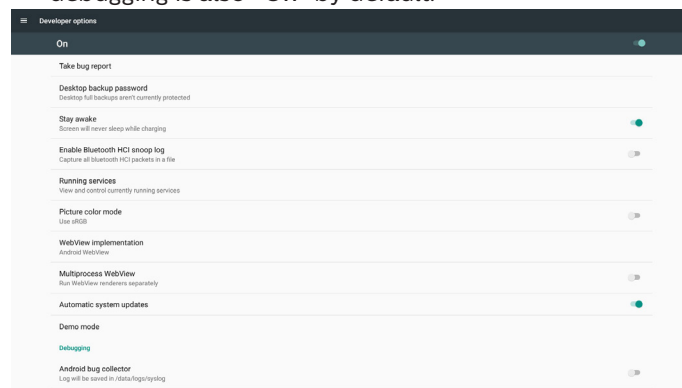 debugging is also "ON" by default.
Developer options
On
Take bug report
Desktop backup password
Desktop full backups aren't currently protected
Stay awake
Screen will never sleep while charging
Enable Bluetooth HCI snoop log
Capture all bluetooth HCI packets in a file
Running services
View and control currently running services
Picture color mode
Use sRGB
WebView implementation
Android WebView
Multiprocess WebView
Run WebView renderers separately
Automatic system updates
Demo mode
Debugging
Android bug collector
Log will be saved in /data/logs/syslog